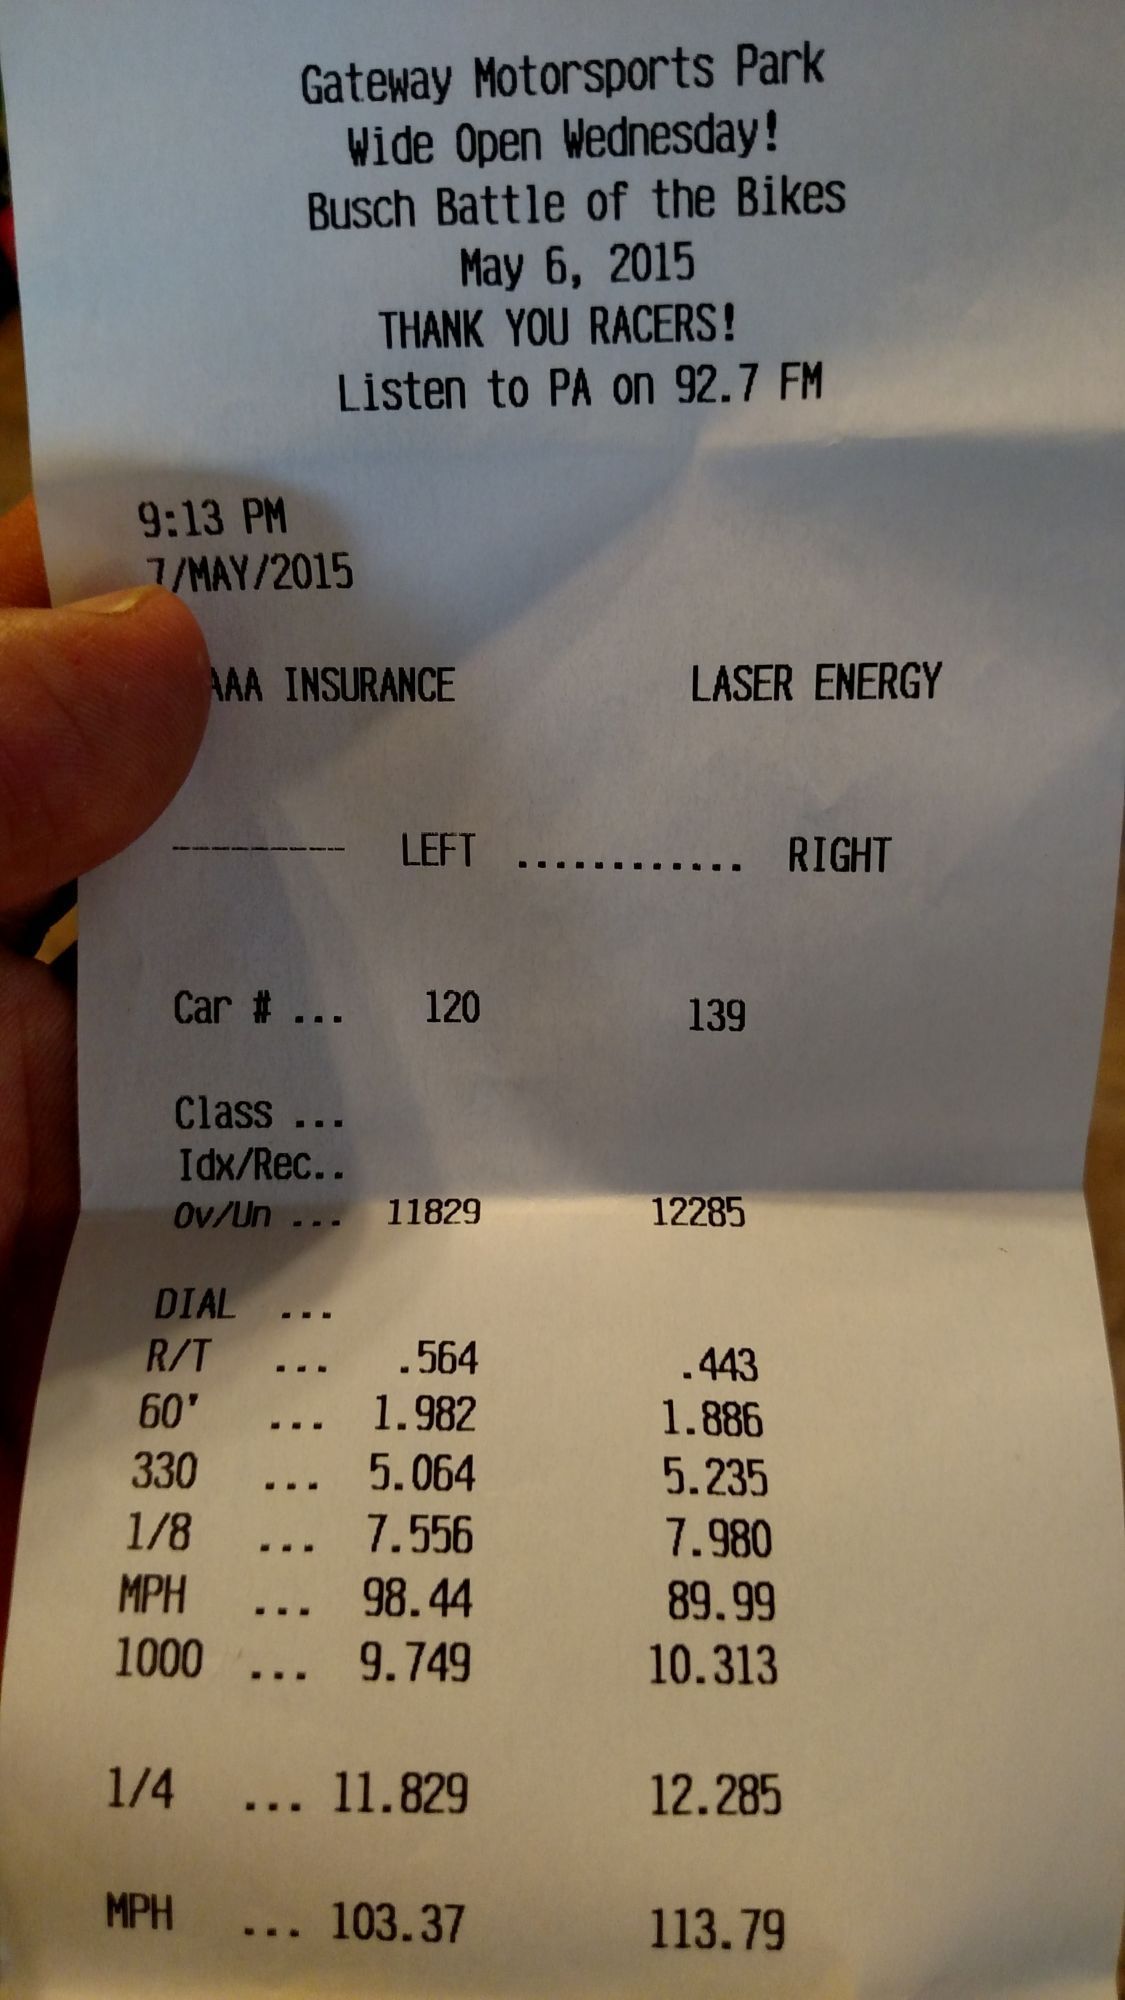 Gateway Motorsports Park
Wide Open Wednesday!
Busch Battle of the Bikes
May 6, 2015
THANK YOU RACERS!
Listen to PA on 92.7 FM
9:13 PM
7/MAY/2015
AAA INSURANCE LASER ENERGY
---------- LEFT ............ RIGHT
Car # ... 120 139
Class ...
Idx/Rec..
Ov/Un ... 11829 12285
DIAL ...
R/T ... .564 .443
60' ... 1.982 1.886
330 ... 5.064 5.235
1/8 ... 7.556 7.980
MPH ... 98.44 89.99
1000 ... 9.749 10.313
1/4 ... 11.829 12.285
MPH ... 103.37 113.79